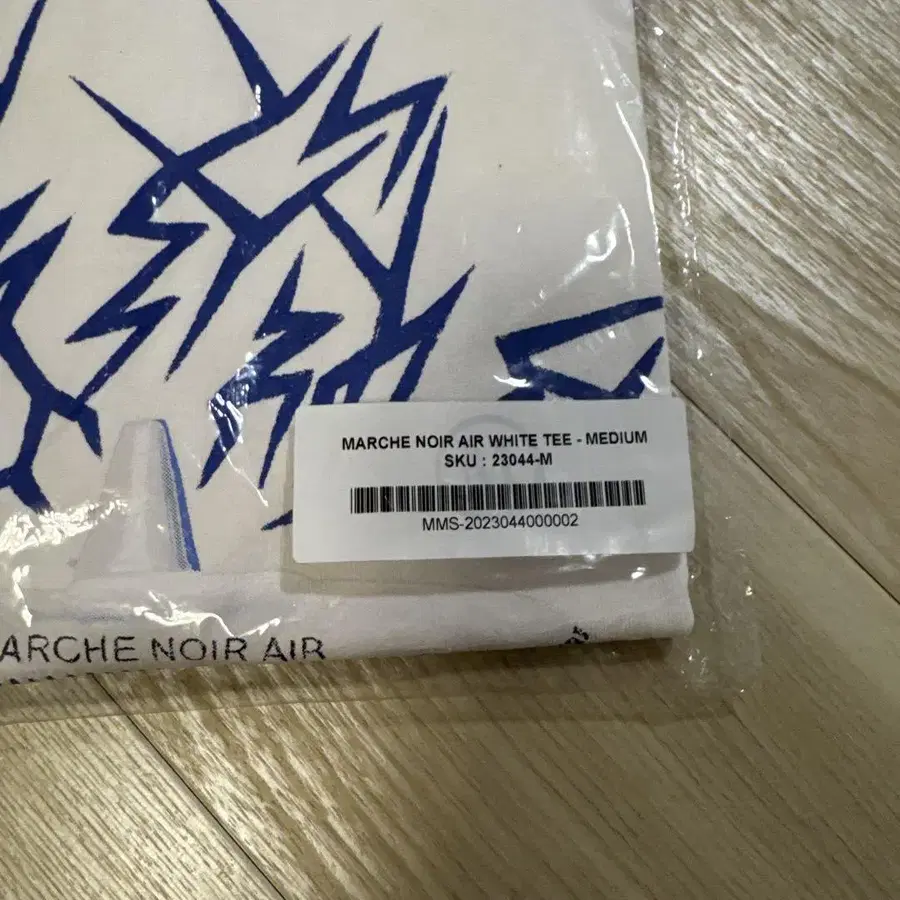 MARCHE NOIR AIR WHITE TEE - MEDIUM
SKU : 23044-M
MMS-2023044000002
ARCHE NOIR AIR